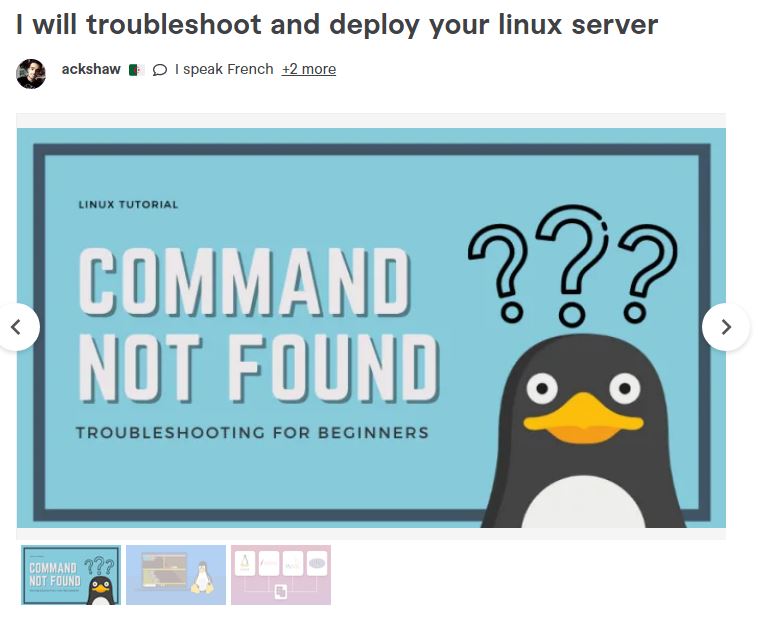 I will troubleshoot and deploy your linux server
ackshaw I speak French +2 more
LINUX TUTORIAL
???
COMMAND
NOT FOUND
TROUBLESHOOTING FOR BEGINNERS
COMMAND
NOT FOUND
???